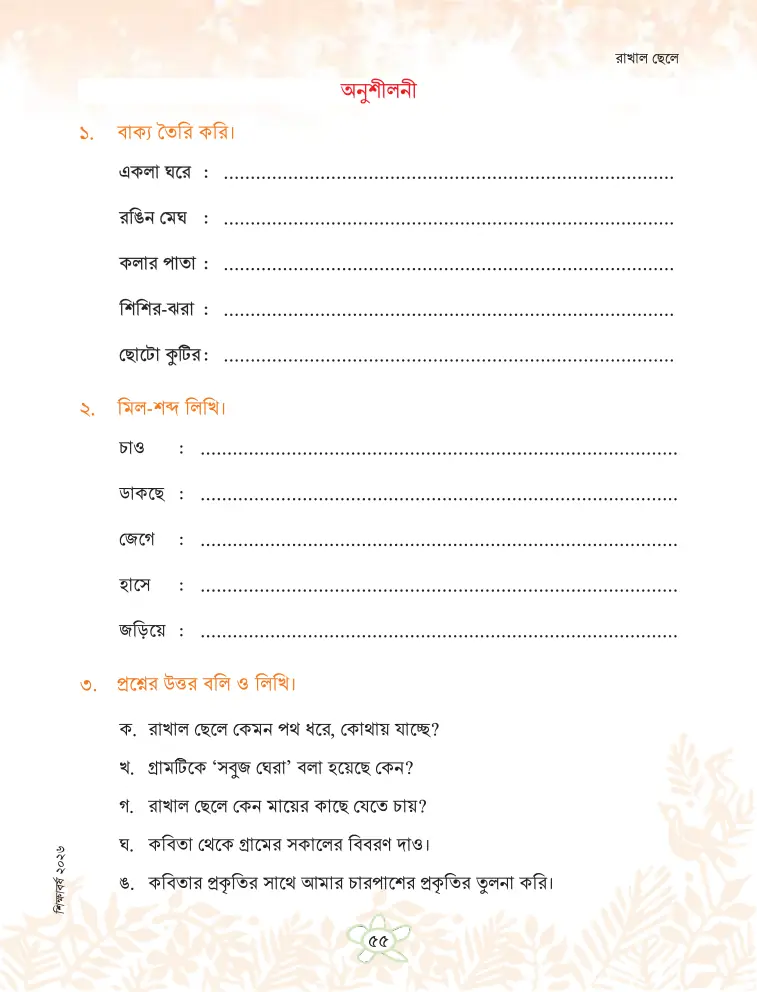 রাখাল ছেলে
অনুশীলনী
১. বাক্য তৈরি করি।
একলা ঘরে : ....................................................................................
রঙিন মেঘ : ....................................................................................
কলার পাতা : ....................................................................................
শিশির-ঝরা : ....................................................................................
ছোটো কুটির : ....................................................................................
২. মিল-শব্দ লিখি।
চাও : .........................................................................................
ডাকছে : .........................................................................................
জেগে : .........................................................................................
হাসে : .........................................................................................
জড়িয়ে : .........................................................................................
৩. প্রশ্নের উত্তর বলি ও লিখি।
ক. রাখাল ছেলে কেমন পথ ধরে, কোথায় যাচ্ছে?
খ. গ্রামটিকে ‘সবুজ ঘেরা’ বলা হয়েছে কেন?
গ. রাখাল ছেলে কেন মায়ের কাছে যেতে চায়?
ঘ. কবিতা থেকে গ্রামের সকালের বিবরণ দাও।
ঙ. কবিতার প্রকৃতির সাথে আমার চারপাশের প্রকৃতির তুলনা করি।
শিক্ষাবর্ষ ২০২৬
৫৫